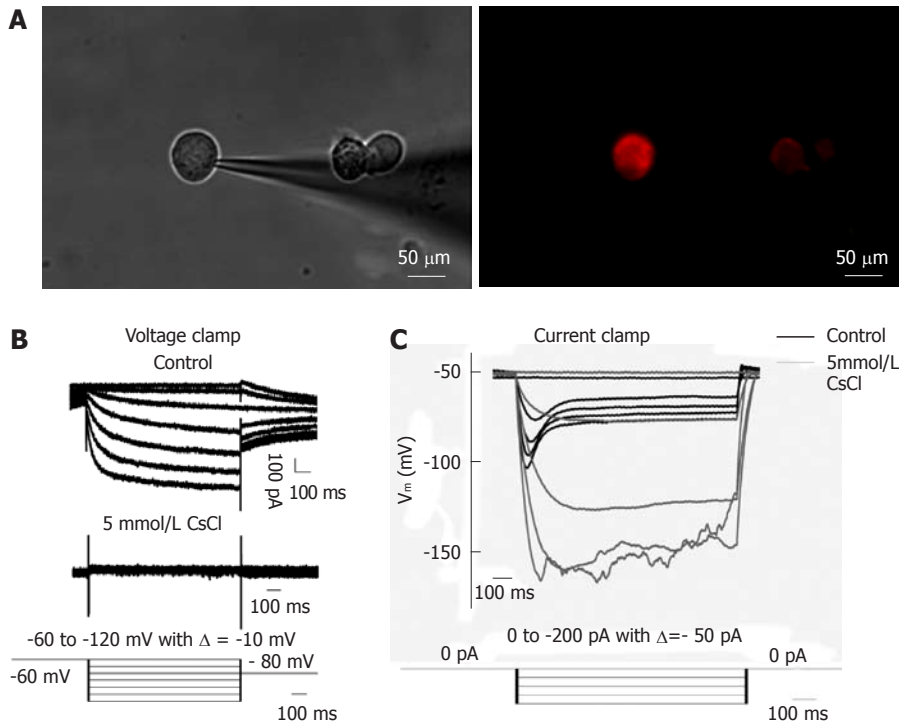 A
50 μm
50 μm
B
Voltage clamp
Control
100 pA
100 ms
5 mmol/L CsCl
100 ms
-60 to -120 mV with Δ = -10 mV
-60 mV
- 80 mV
100 ms
C
Current clamp
Control
5mmol/L
CsCl
-50
-100
-150
Vm (mV)
100 ms
0 to -200 pA with Δ=- 50 pA
0 pA
0 pA
100 ms